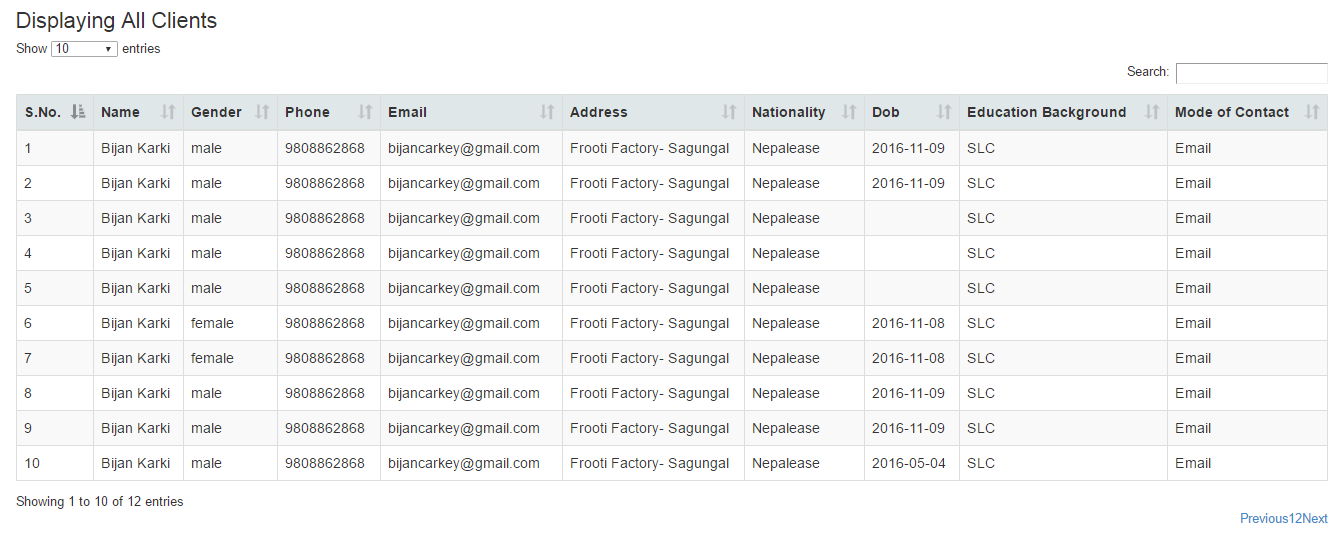 Displaying All Clients
Show 10 entries
Search:
S.No. Name Gender Phone Email Address Nationality Dob Education Background Mode of Contact
1 Bijan Karki male 9808862868 bijancarkey@gmail.com Frooti Factory- Sagungal Nepalease 2016-11-09 SLC Email
2 Bijan Karki male 9808862868 bijancarkey@gmail.com Frooti Factory- Sagungal Nepalease 2016-11-09 SLC Email
3 Bijan Karki male 9808862868 bijancarkey@gmail.com Frooti Factory- Sagungal Nepalease SLC Email
4 Bijan Karki male 9808862868 bijancarkey@gmail.com Frooti Factory- Sagungal Nepalease SLC Email
5 Bijan Karki male 9808862868 bijancarkey@gmail.com Frooti Factory- Sagungal Nepalease SLC Email
6 Bijan Karki female 9808862868 bijancarkey@gmail.com Frooti Factory- Sagungal Nepalease 2016-11-08 SLC Email
7 Bijan Karki female 9808862868 bijancarkey@gmail.com Frooti Factory- Sagungal Nepalease 2016-11-08 SLC Email
8 Bijan Karki male 9808862868 bijancarkey@gmail.com Frooti Factory- Sagungal Nepalease 2016-11-09 SLC Email
9 Bijan Karki male 9808862868 bijancarkey@gmail.com Frooti Factory- Sagungal Nepalease 2016-11-09 SLC Email
10 Bijan Karki male 9808862868 bijancarkey@gmail.com Frooti Factory- Sagungal Nepalease 2016-05-04 SLC Email
Showing 1 to 10 of 12 entries
Previous12Next